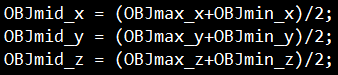 OBJmid_x = (OBJmax_x+OBJmin_x)/2;
OBJmid_y = (OBJmax_y+OBJmin_y)/2;
OBJmid_z = (OBJmax_z+OBJmin_z)/2;